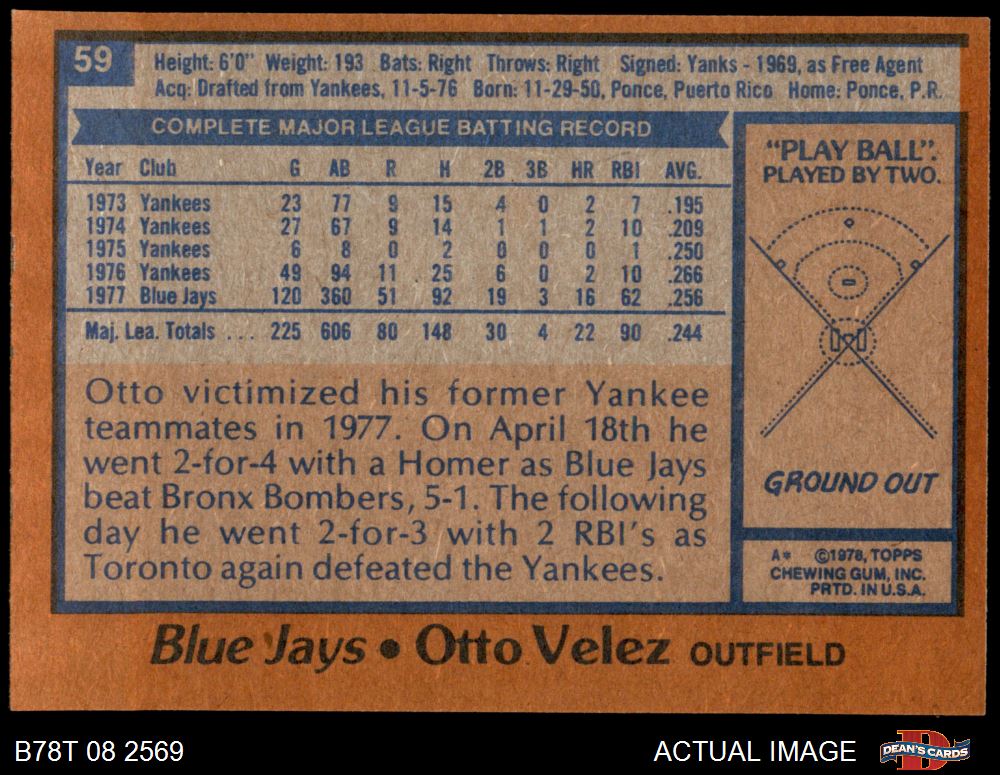 59
Height: 6'0" Weight: 193 Bats: Right Throws: Right Signed: Yanks - 1969, as Free Agent
Acq: Drafted from Yankees, 11-5-76 Born: 11-29-50, Ponce, Puerto Rico Home: Ponce, P.R.
COMPLETE MAJOR LEAGUE BATTING RECORD
Year Club G AB R H 2B 3B HR RBI AVG.
1973 Yankees 23 77 9 15 4 0 2 7 .195
1974 Yankees 27 67 9 14 1 1 2 10 .209
1975 Yankees 6 8 0 2 0 0 0 1 .250
1976 Yankees 49 94 11 25 6 0 2 10 .266
1977 Blue Jays 120 360 51 92 19 3 16 62 .256
Maj. Lea. Totals ... 225 606 80 148 30 4 22 90 .244
Otto victimized his former Yankee
teammates in 1977. On April 18th he
went 2-for-4 with a Homer as Blue Jays
beat Bronx Bombers, 5-1. The following
day he went 2-for-3 with 2 RBI's as
Toronto again defeated the Yankees.
"PLAY BALL".
PLAYED BY TWO.
GROUND OUT
A* ©1978, TOPPS
CHEWING GUM, INC.
PRTD. IN U.S.A.
Blue Jays • Otto Velez OUTFIELD
B78T 08 2569
ACTUAL IMAGE
DEAN'S CARDS